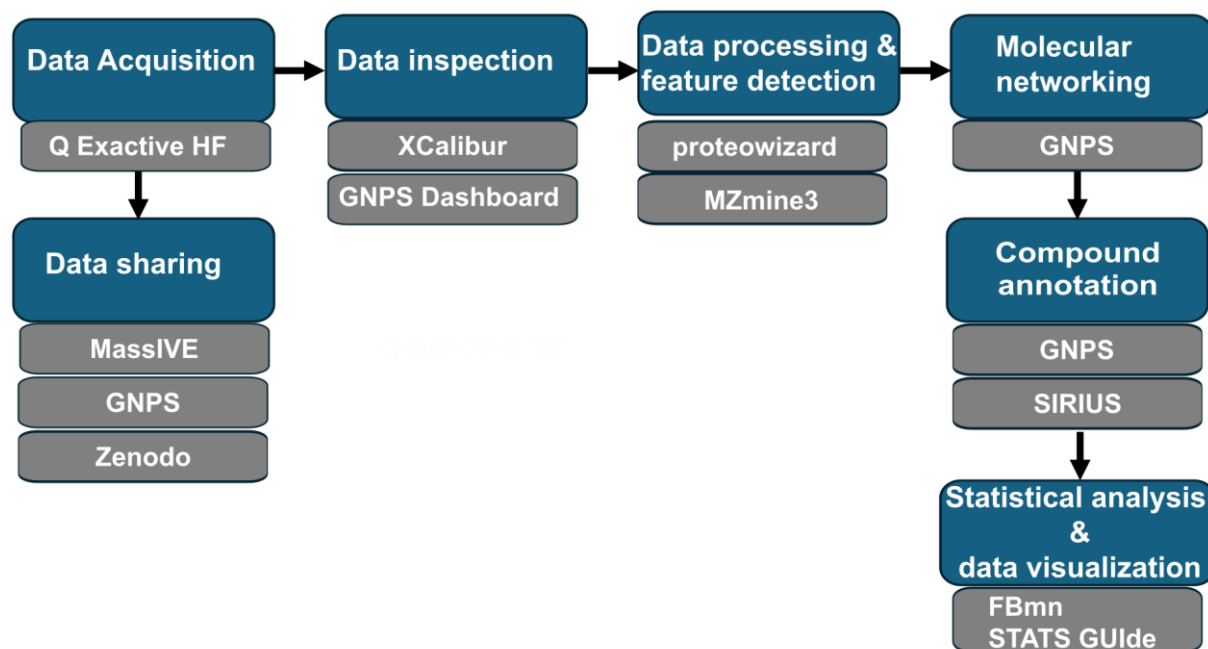 Data Acquisition
Q Exactive HF
Data sharing
MassIVE
GNPS
Zenodo
Data inspection
XCalibur
GNPS Dashboard
Data processing &
feature detection
proteowizard
MZmine3
Molecular
networking
GNPS
Compound
annotation
GNPS
SIRIUS
Statistical analysis
&
data visualization
FBmn
STATS GUIde